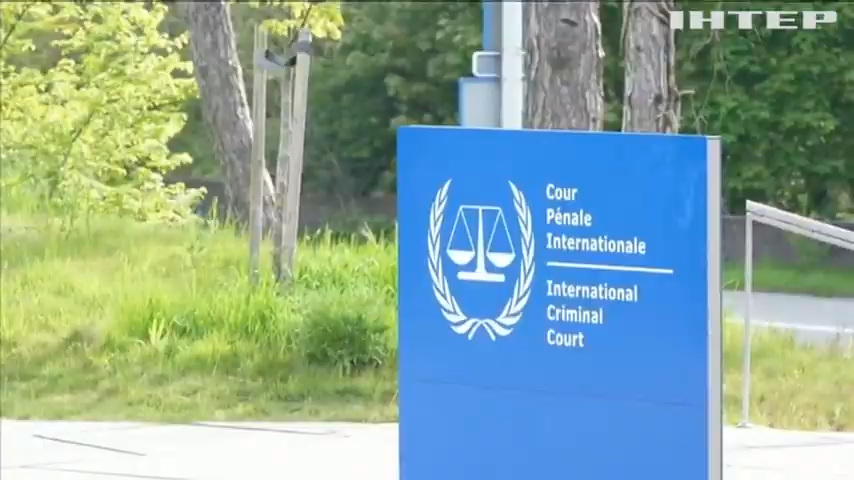 ІНТЕР
Cour
Pénale
Internationale
International
Criminal
Court